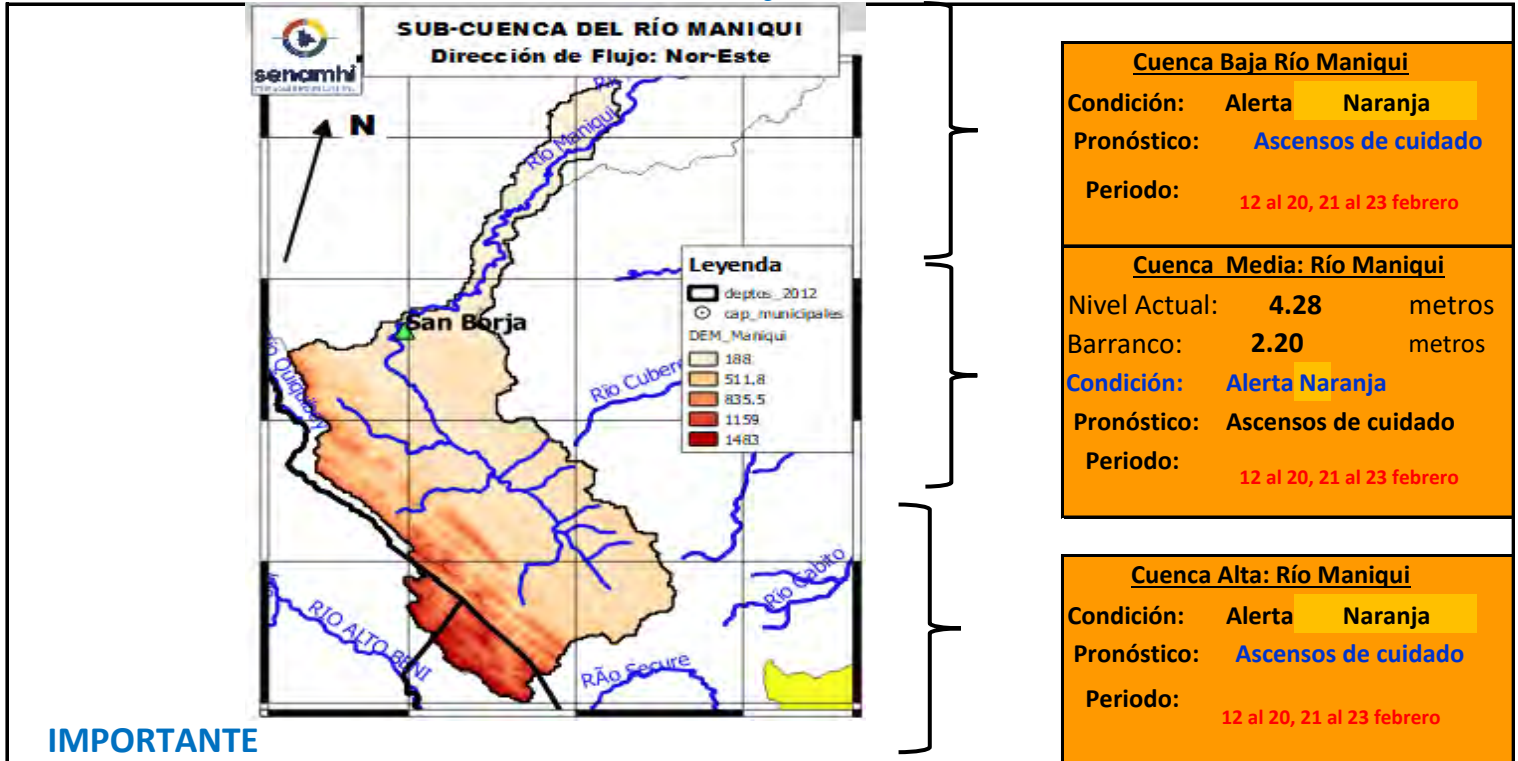 senamhi
SUB-CUENCA DEL RÍO MANIQUI
Dirección de Flujo: Nor-Este
N
Río Maniqui
San Borja
Río Quiquibey
Río Cubere
RIO ALTO BENI
RÃo Secure
Río Cabito
Leyenda
deptos_2012
cap_municipales
DEM_Maniqui
188
511.8
835.5
1159
1483
Cuenca Baja Río Maniqui
Condición: Alerta Naranja
Pronóstico: Ascensos de cuidado
Periodo: 12 al 20, 21 al 23 febrero
Cuenca Media: Río Maniqui
Nivel Actual: 4.28 metros
Barranco: 2.20 metros
Condición: Alerta Naranja
Pronóstico: Ascensos de cuidado
Periodo: 12 al 20, 21 al 23 febrero
Cuenca Alta: Río Maniqui
Condición: Alerta Naranja
Pronóstico: Ascensos de cuidado
Periodo: 12 al 20, 21 al 23 febrero
IMPORTANTE